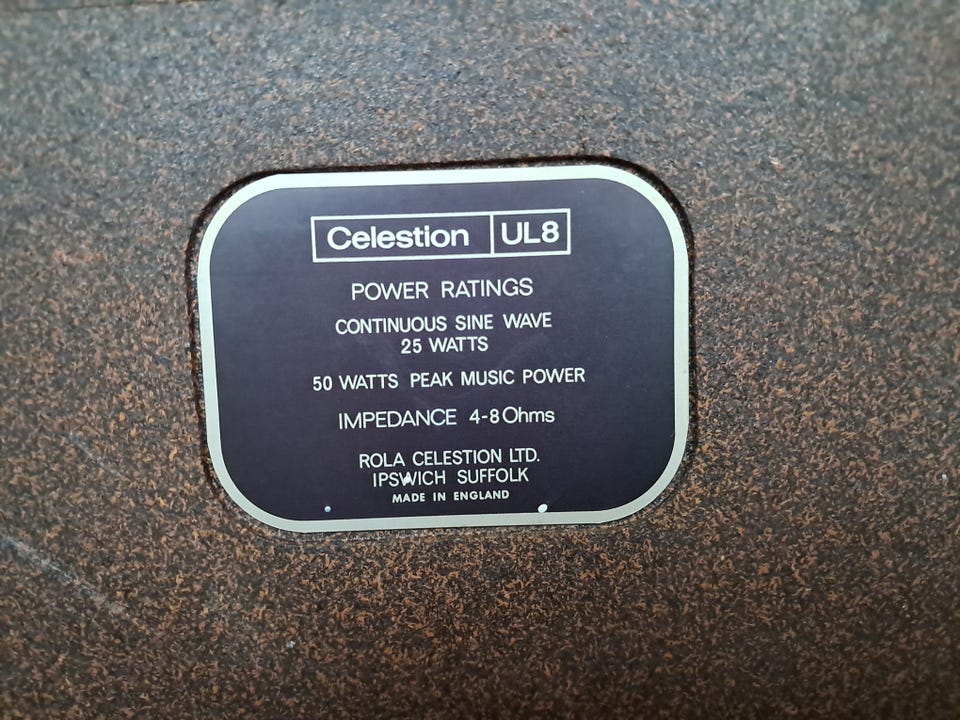 Celestion UL8
POWER RATINGS
CONTINUOUS SINE WAVE
25 WATTS
50 WATTS PEAK MUSIC POWER
IMPEDANCE 4-8 Ohms
ROLA CELESTION LTD.
IPSWICH SUFFOLK
MADE IN ENGLAND